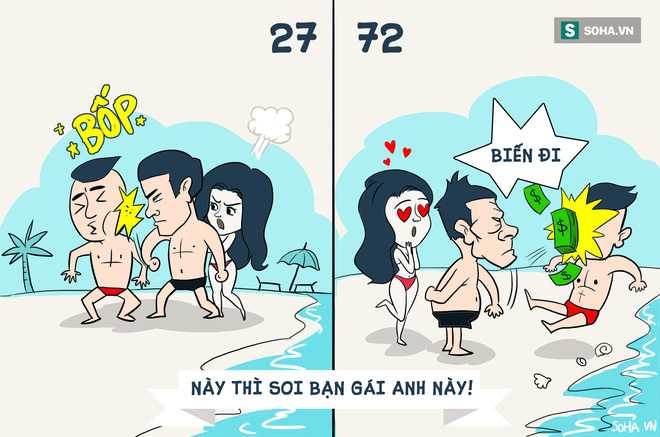 27
72
S SOHA.VN
BỐP
BIẾN ĐI
$
$
$
NÀY THÌ SOI BẠN GÁI ANH NÀY!
SOHA.VN